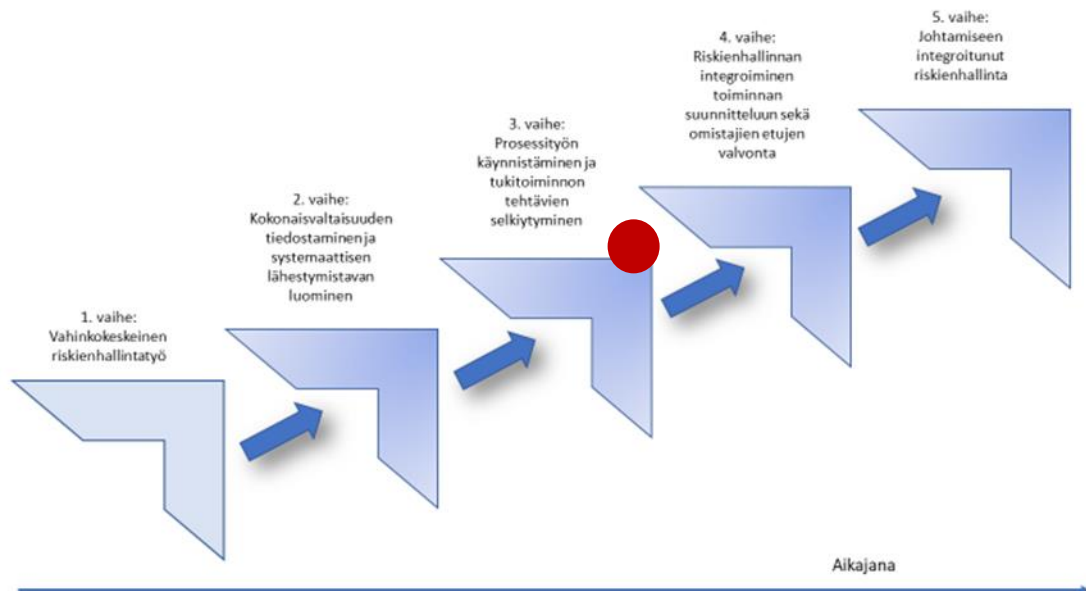 1. vaihe:
Vahinkokeskeinen
riskienhallintatyö
2. vaihe:
Kokonaisvaltaisuuden
tiedostaminen ja
systemaattisen
lähestymistavan
luominen
3. vaihe:
Prosessityön
käynnistäminen ja
tukitoiminnon
tehtävien
selkiytyminen
4. vaihe:
Riskienhallinnan
integroiminen
toiminnan
suunnitteluun sekä
omistajien etujen
valvonta
5. vaihe:
Johtamiseen
integroitunut
riskienhallinta
Aikajana